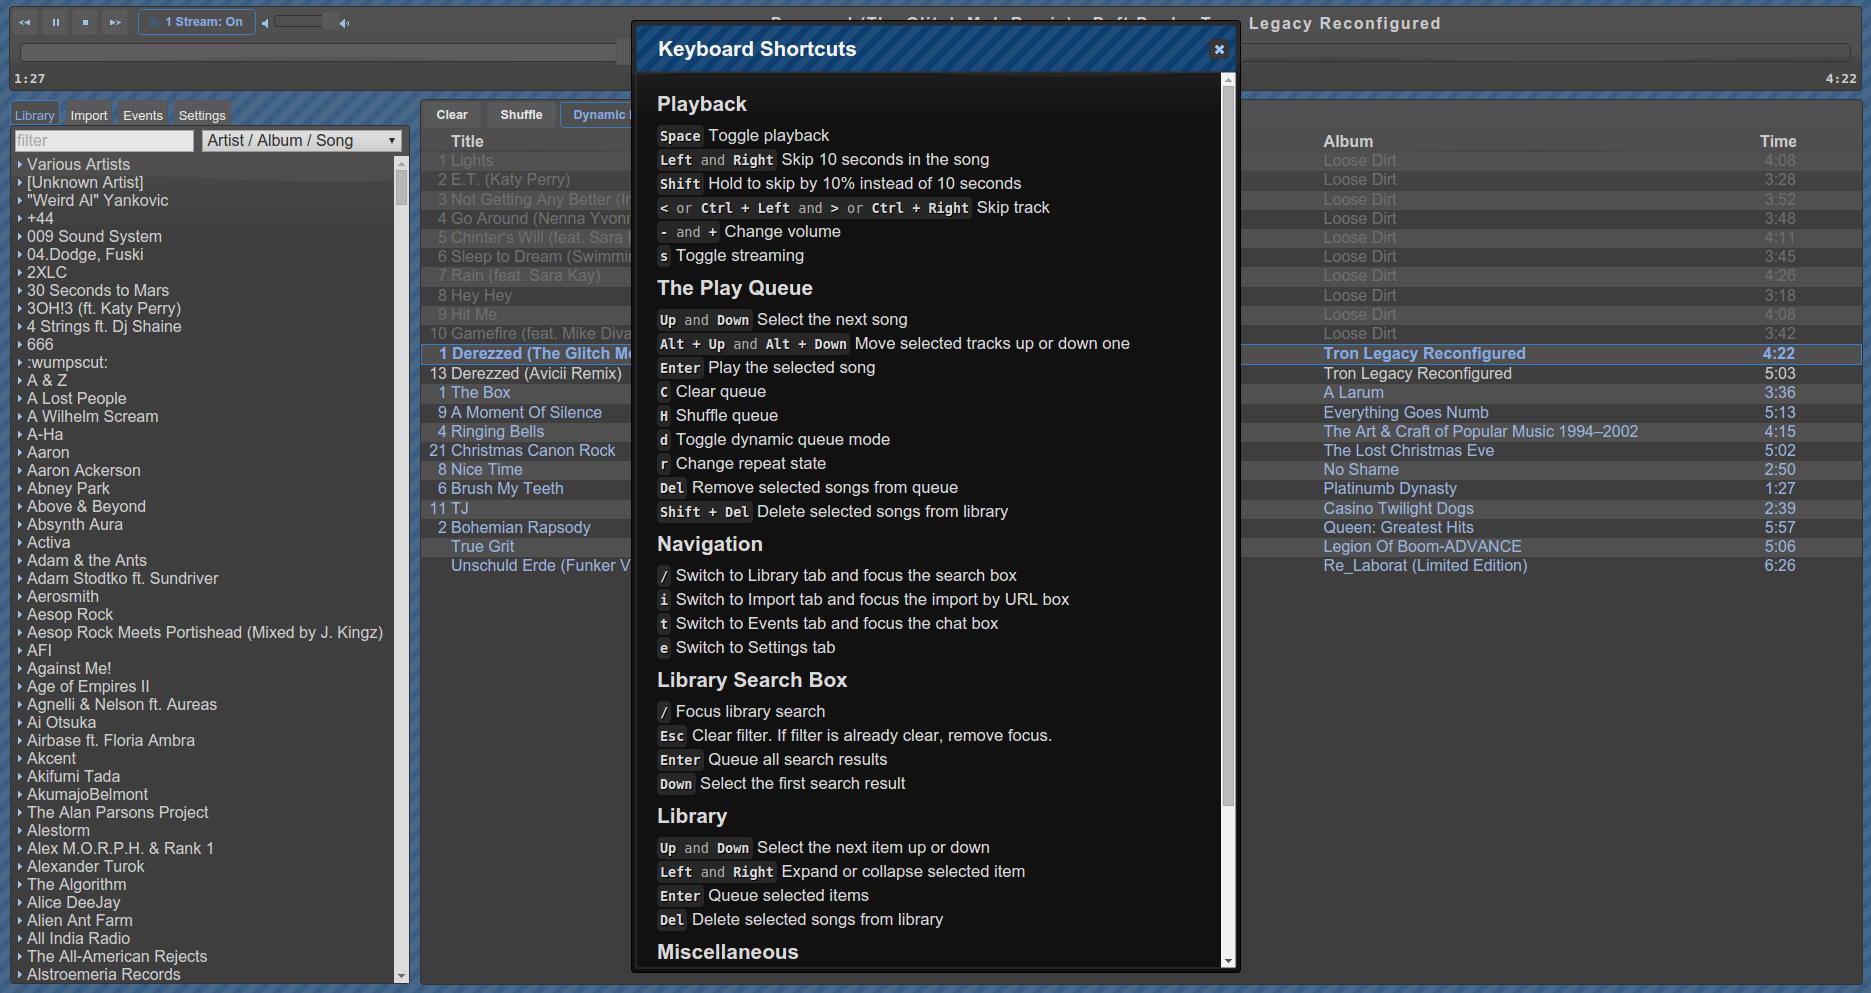 1 Stream: On
Legacy Reconfigured
1:27
4:22
Library Import Events Settings
filter
Artist / Album / Song
Various Artists
[Unknown Artist]
"Weird Al" Yankovic
+44
009 Sound System
04.Dodge, Fuski
2XLC
30 Seconds to Mars
3OH!3 (ft. Katy Perry)
4 Strings ft. Dj Shaine
666
:wumpscut:
A & Z
A Lost People
A Wilhelm Scream
A-Ha
Aaron
Aaron Ackerson
Abney Park
Above & Beyond
Absynth Aura
Activa
Adam & the Ants
Adam Stodtko ft. Sundriver
Aerosmith
Aesop Rock
Aesop Rock Meets Portishead (Mixed by J. Kingz)
AFI
Against Me!
Age of Empires II
Agnelli & Nelson ft. Aureas
Ai Otsuka
Airbase ft. Floria Ambra
Akcent
Akifumi Tada
AkumajoBelmont
The Alan Parsons Project
Alestorm
Alex M.O.R.P.H. & Rank 1
Alexander Turok
The Algorithm
Alice DeeJay
Alien Ant Farm
All India Radio
The All-American Rejects
Alstroemeria Records
Clear Shuffle Dynamic
Title Album Time
1 Lights Loose Dirt 4:08
2 E.T. (Katy Perry) Loose Dirt 3:28
3 Not Getting Any Better (In Loose Dirt 3:52
4 Go Around (Nenna Yvonn Loose Dirt 3:48
5 Chinter's Will (feat. Sara Loose Dirt 4:11
6 Sleep to Dream (Swimmin Loose Dirt 3:45
7 Rain (feat. Sara Kay) Loose Dirt 4:26
8 Hey Hey Loose Dirt 3:18
9 Hit Me Loose Dirt 4:08
10 Gamefire (feat. Mike Diva Loose Dirt 3:42
1 Derezzed (The Glitch Mo Tron Legacy Reconfigured 4:22
13 Derezzed (Avicii Remix) Tron Legacy Reconfigured 5:03
1 The Box A Larum 3:36
9 A Moment Of Silence Everything Goes Numb 5:13
4 Ringing Bells The Art & Craft of Popular Music 1994–2002 4:15
21 Christmas Canon Rock The Lost Christmas Eve 5:02
8 Nice Time No Shame 2:50
6 Brush My Teeth Platinumb Dynasty 1:27
11 TJ Casino Twilight Dogs 2:39
2 Bohemian Rapsody Queen: Greatest Hits 5:57
True Grit Legion Of Boom-ADVANCE 5:06
Unschuld Erde (Funker V Re_Laborat (Limited Edition) 6:26
Keyboard Shortcuts
Playback
Space Toggle playback
Left and Right Skip 10 seconds in the song
Shift Hold to skip by 10% instead of 10 seconds
< or Ctrl + Left and > or Ctrl + Right Skip track
- and + Change volume
s Toggle streaming
The Play Queue
Up and Down Select the next song
Alt + Up and Alt + Down Move selected tracks up or down one
Enter Play the selected song
C Clear queue
H Shuffle queue
d Toggle dynamic queue mode
r Change repeat state
Del Remove selected songs from queue
Shift + Del Delete selected songs from library
Navigation
/ Switch to Library tab and focus the search box
i Switch to Import tab and focus the import by URL box
t Switch to Events tab and focus the chat box
e Switch to Settings tab
Library Search Box
/ Focus library search
Esc Clear filter. If filter is already clear, remove focus.
Enter Queue all search results
Down Select the first search result
Library
Up and Down Select the next item up or down
Left and Right Expand or collapse selected item
Enter Queue selected items
Del Delete selected songs from library
Miscellaneous